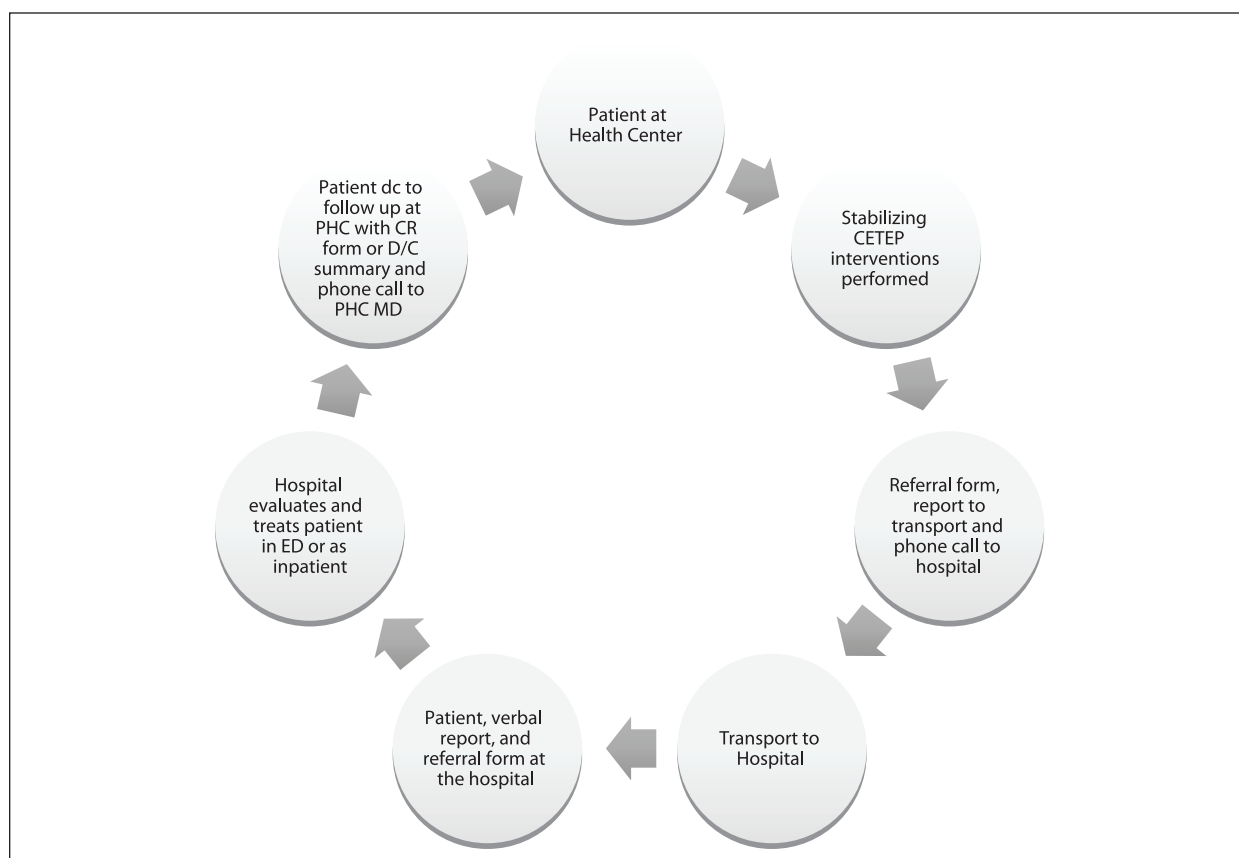 Patient at
Health Center
Stabilizing
CETEP
interventions
performed
Referral form,
report to
transport and
phone call to
hospital
Transport to
Hospital
Patient, verbal
report, and
referral form at
the hospital
Hospital
evaluates and
treats patient
in ED or as
inpatient
Patient dc to
follow up at
PHC with CR
form or D/C
summary and
phone call to
PHC MD